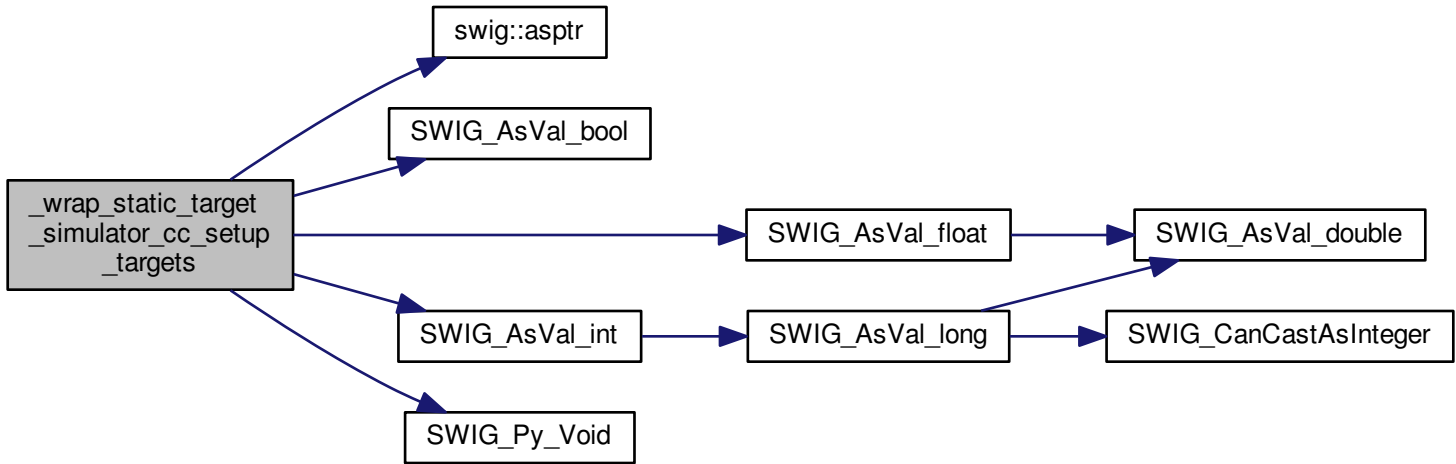 swig::asptr
SWIG_AsVal_bool
_wrap_static_target
_simulator_cc_setup
_targets
SWIG_AsVal_float
SWIG_AsVal_double
SWIG_AsVal_int
SWIG_AsVal_long
SWIG_CanCastAsInteger
SWIG_Py_Void